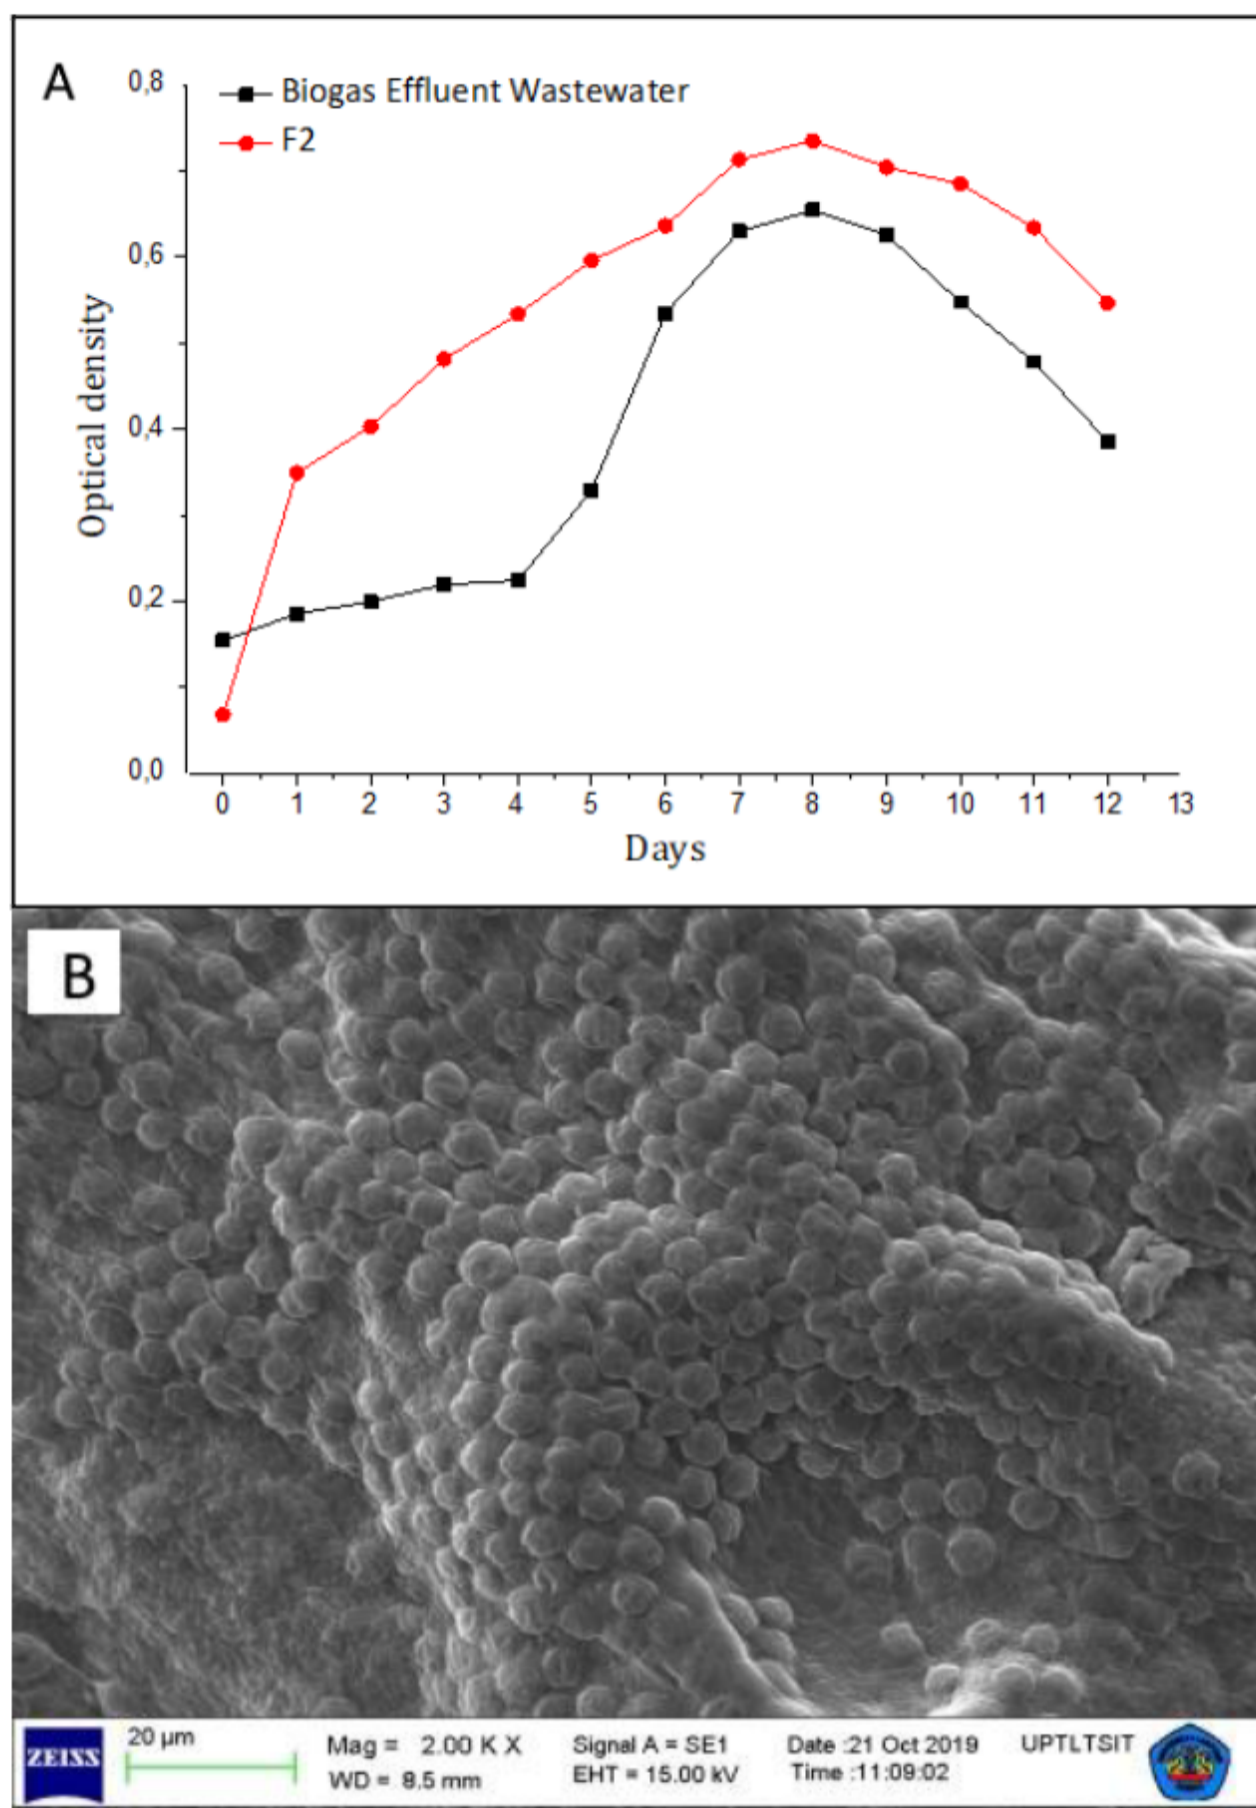 A
Biogas Effluent Wastewater
F2
0,8
0,6
0,4
0,2
0,0
Optical density
0 1 2 3 4 5 6 7 8 9 10 11 12 13
Days
B
ZEISS
20 µm
Mag = 2.00 K X
WD = 8.5 mm
Signal A = SE1
EHT = 15.00 kV
Date :21 Oct 2019
Time :11:09:02
UPTLTSIT